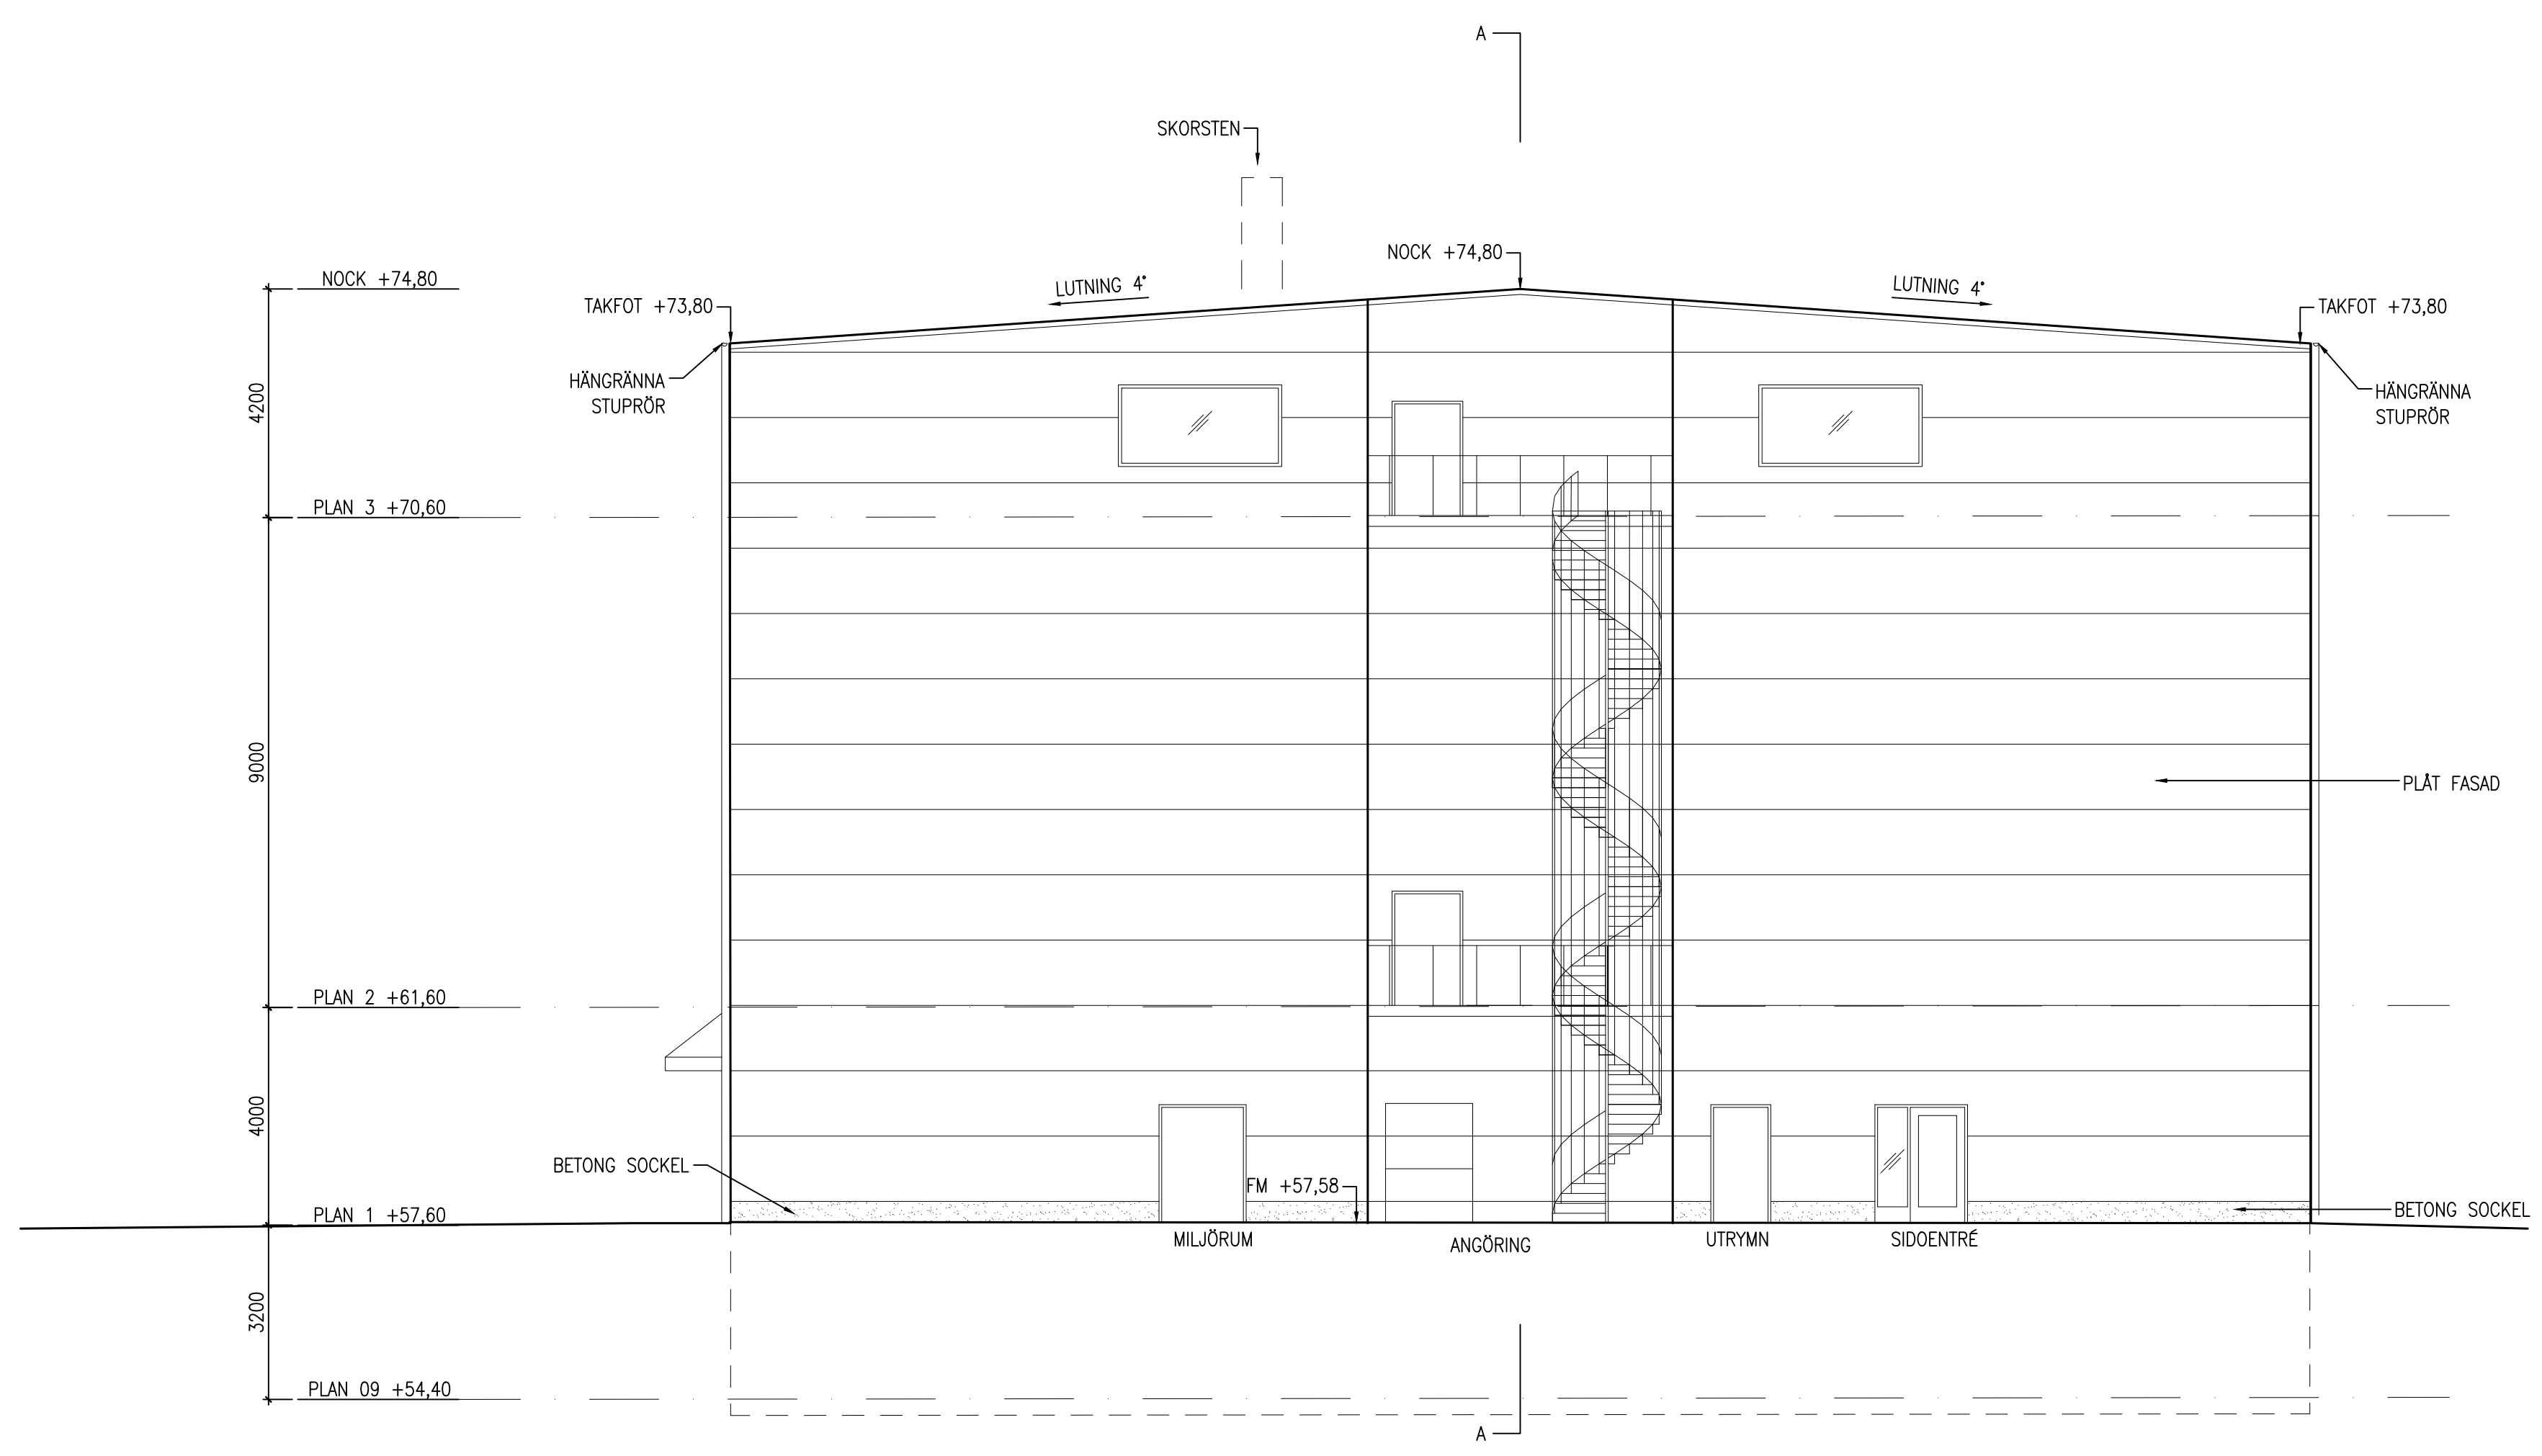 A
SKORSTEN
NOCK +74,80
NOCK +74,80
LUTNING 4°
LUTNING 4°
TAKFOT +73,80
TAKFOT +73,80
HÄNGRÄNNA
STUPRÖR
HÄNGRÄNNA
STUPRÖR
4200
PLAN 3 +70,60
9000
PLÅT FASAD
PLAN 2 +61,60
4000
BETONG SOCKEL
FM +57,58
PLAN 1 +57,60
BETONG SOCKEL
MILJÖRUM
ANGÖRING
UTRYMN
SIDOENTRÉ
3200
PLAN 09 +54,40
A